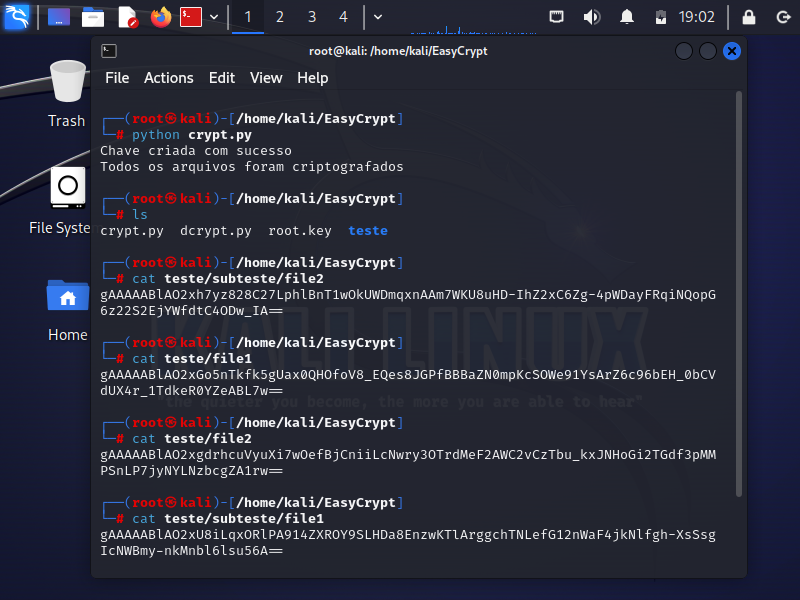 1 2 3 4 19:02
root@kali: /home/kali/EasyCrypt
File Actions Edit View Help
Trash
File Syste
Home
┌──(root㉿kali)-[/home/kali/EasyCrypt]
└─# python crypt.py
Chave criada com sucesso
Todos os arquivos foram criptografados
┌──(root㉿kali)-[/home/kali/EasyCrypt]
└─# ls
crypt.py dcrypt.py root.key teste
┌──(root㉿kali)-[/home/kali/EasyCrypt]
└─# cat teste/subteste/file2
gAAAAABlAO2xh7yz828C27LphlBnT1wOkUWDmqxnAAm7WKU8uHD-IhZ2xC6Zg-4pWDayFRqiNQopG
6z22S2EjYWfdtC4ODw_IA==
┌──(root㉿kali)-[/home/kali/EasyCrypt]
└─# cat teste/file1
gAAAAABlAO2xGo5nTkfk5gUax0QHOfoV8_EQes8JGPfBBBaZN0mpKcSOWe91YsArZ6c96bEH_0bCV
dUX4r_1TdkeR0YZeABL7w==
┌──(root㉿kali)-[/home/kali/EasyCrypt]
└─# cat teste/file2
gAAAAABlAO2xgdrhcuVyuXi7wOefBjCniiLcNwry3OTrdMeF2AWC2vCzTbu_kxJNHoGi2TGdf3pMM
PSnLP7jyNYLNzbcgZA1rw==
┌──(root㉿kali)-[/home/kali/EasyCrypt]
└─# cat teste/subteste/file1
gAAAAABlAO2xU8iLqxORlPA914ZXROY9SLHDa8EnzwKTlArggchTNLefG12nWaF4jkNlfgh-XsSsg
IcNWBmy-nkMnbl6lsu56A==
KALI LINUX
"the quieter you become, the more you are able to hear"